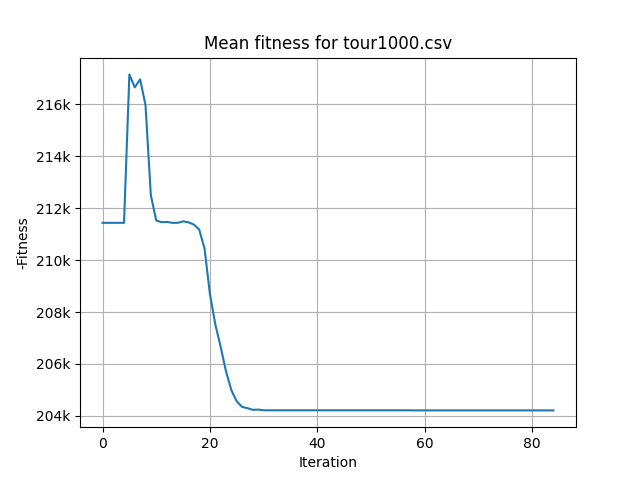 Mean fitness for tour1000.csv
216k
214k
212k
210k
208k
206k
204k
-Fitness
0 20 40 60 80
Iteration